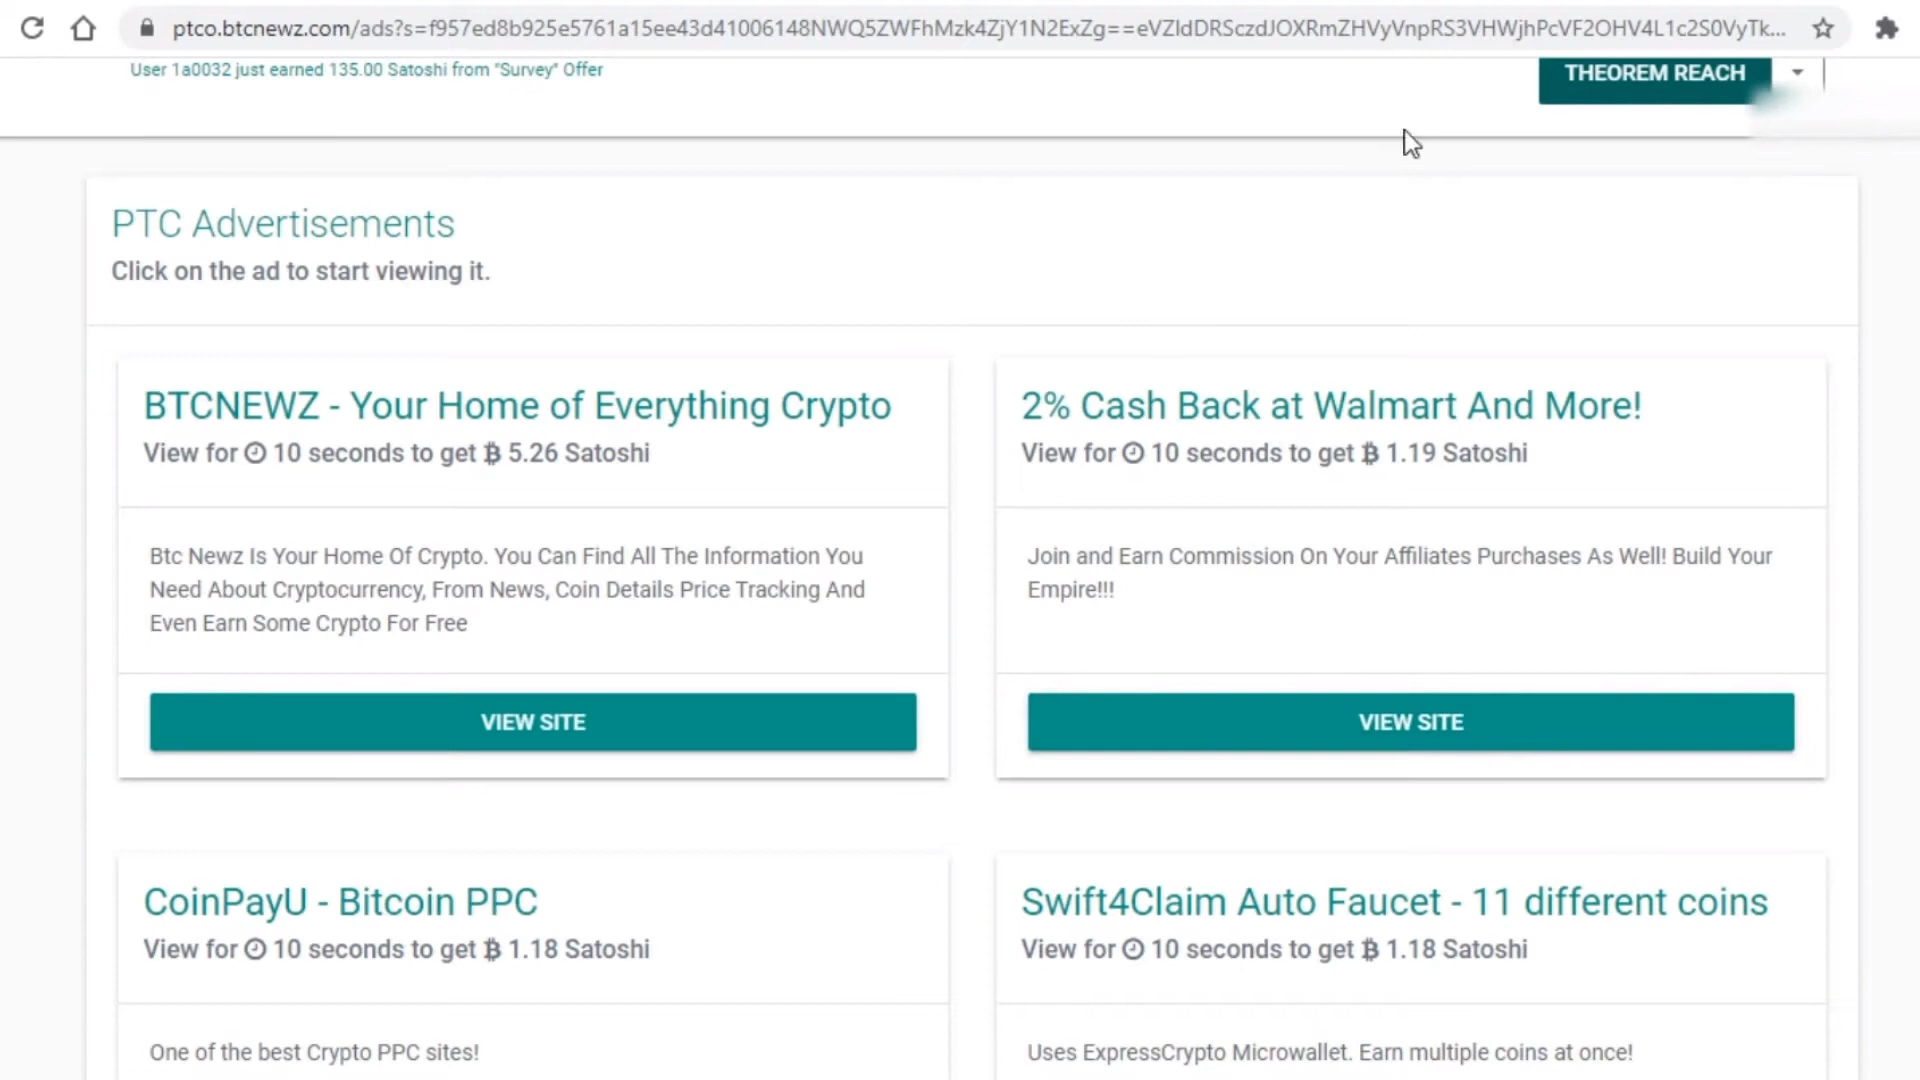 ptco.btcnewz.com/ads?s=f957ed8b925e5761a15ee43d41006148NWQ5ZWFhMzk4ZjY1N2ExZg==eVZIdDRSczdJOXRmZHVyVnpRS3VHWjhPcVF2OHV4L1c2S0VyTk...
User 1a0032 just earned 135.00 Satoshi from "Survey" Offer
THEOREM REACH
PTC Advertisements
Click on the ad to start viewing it.
BTCNEWZ - Your Home of Everything Crypto
View for 10 seconds to get ₿ 5.26 Satoshi
Btc Newz Is Your Home Of Crypto. You Can Find All The Information You
Need About Cryptocurrency, From News, Coin Details Price Tracking And
Even Earn Some Crypto For Free
VIEW SITE
2% Cash Back at Walmart And More!
View for 10 seconds to get ₿ 1.19 Satoshi
Join and Earn Commission On Your Affiliates Purchases As Well! Build Your
Empire!!!
VIEW SITE
CoinPayU - Bitcoin PPC
View for 10 seconds to get ₿ 1.18 Satoshi
One of the best Crypto PPC sites!
Swift4Claim Auto Faucet - 11 different coins
View for 10 seconds to get ₿ 1.18 Satoshi
Uses ExpressCrypto Microwallet. Earn multiple coins at once!